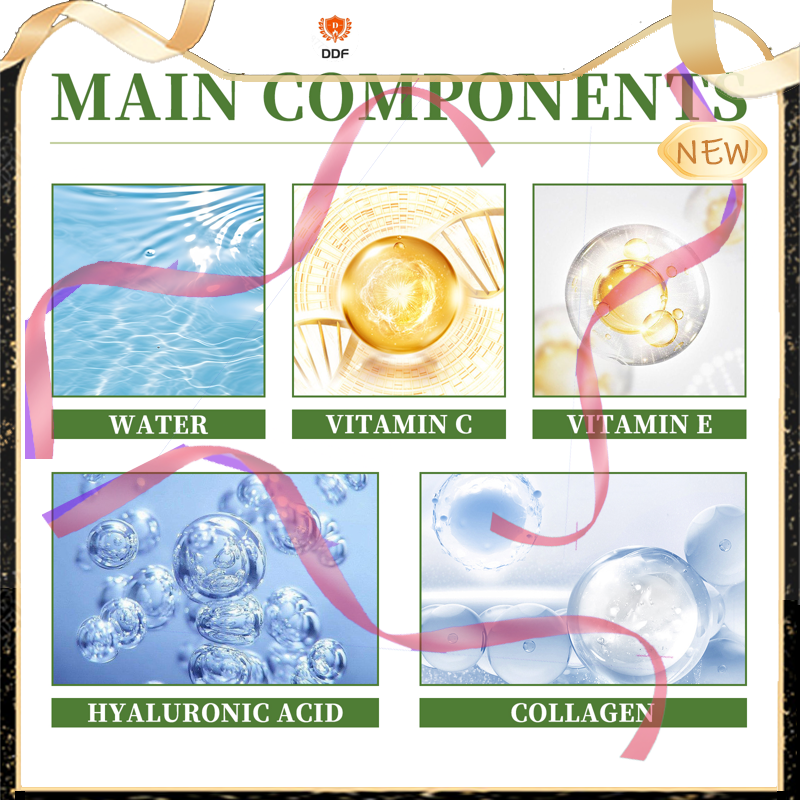 DDF
MAIN COMPONENTS
NEW
WATER
VITAMIN C
VITAMIN E
HYALURONIC ACID
COLLAGEN